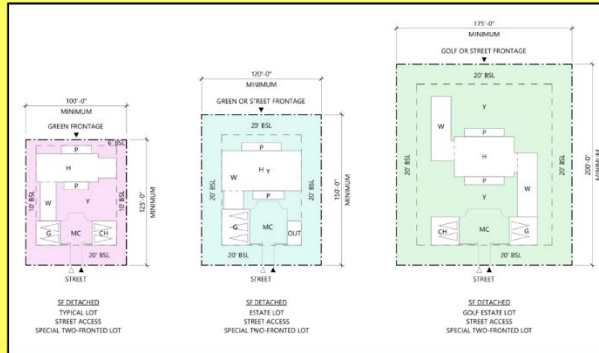 100'-0"
MINIMUM
GREEN FRONTAGE
6' BSL
P
H
P
10' BSL
W
Y
10' BSL
125'-0"
MINIMUM
G
MC
CH
20' BSL
STREET
SF DETACHED
TYPICAL LOT
STREET ACCESS
SPECIAL TWO-FRONTED LOT
120'-0"
MINIMUM
GREEN OR STREET FRONTAGE
20' BSL
P
H
Y
W
20' BSL
20' BSL
P
150'-0"
MINIMUM
G
MC
OUT
20' BSL
STREET
SF DETACHED
ESTATE LOT
STREET ACCESS
SPECIAL TWO-FRONTED LOT
175'-0"
MINIMUM
GOLF OR STREET FRONTAGE
20' BSL
Y
W
P
H
20' BSL
20' BSL
P
W
Y
200'-0"
MINIMUM
CH
MC
G
20' BSL
STREET
SF DETACHED
GOLF ESTATE LOT
STREET ACCESS
SPECIAL TWO-FRONTED LOT